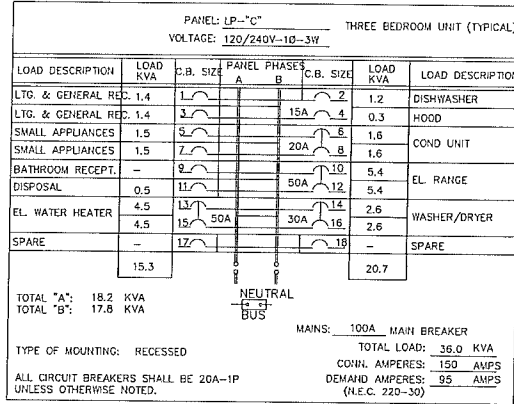 PANEL: LP-"C"
THREE BEDROOM UNIT (TYPICAL)
VOLTAGE: 120/240V-1Ø-3W
LOAD DESCRIPTION LOAD KVA C.B. SIZE PANEL PHASES A B C.B. SIZE LOAD KVA LOAD DESCRIPTION
LTG. & GENERAL REC. 1.4 1 2 1.2 DISHWASHER
LTG. & GENERAL REC. 1.4 3 15A 4 0.3 HOOD
SMALL APPLIANCES 1.5 5 6 1.6 COND UNIT
SMALL APPLIANCES 1.5 7 20A 8 1.6
BATHROOM RECEPT. - 9 10 5.4 EL. RANGE
DISPOSAL 0.5 11 50A 12 5.4
EL. WATER HEATER 4.5 13 14 2.6 WASHER/DRYER
4.5 15 50A 30A 16 2.6
SPARE - 17 18 - SPARE
15.3 20.7
TOTAL "A": 18.2 KVA
TOTAL "B": 17.8 KVA
NEUTRAL
BUS
MAINS: 100A MAIN BREAKER
TYPE OF MOUNTING: RECESSED
TOTAL LOAD: 36.0 KVA
CONN. AMPERES: 150 AMPS
ALL CIRCUIT BREAKERS SHALL BE 20A-1P
UNLESS OTHERWISE NOTED.
DEMAND AMPERES: 95 AMPS
(N.E.C. 220-30)